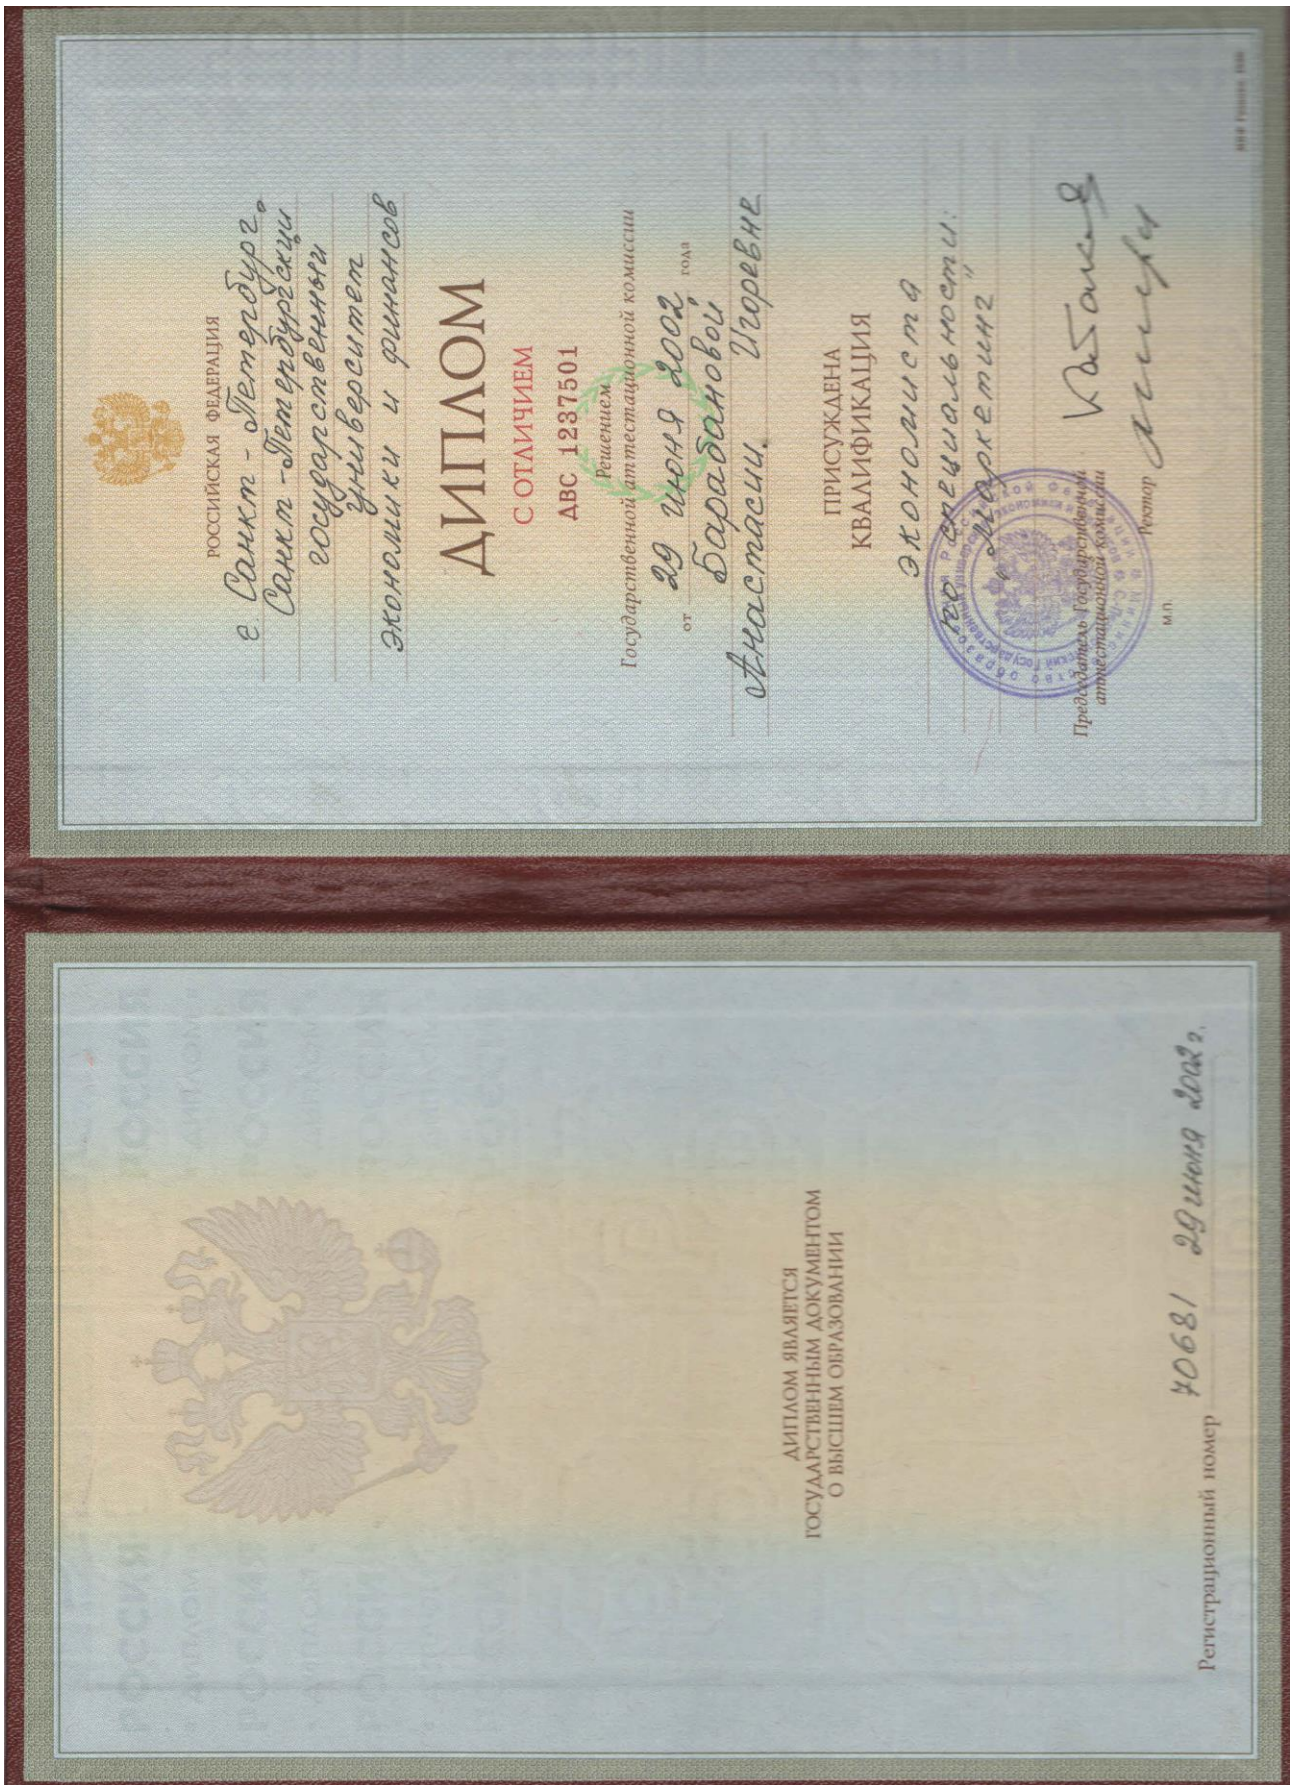 ДИПЛОМ ЯВЛЯЕТСЯ
ГОСУДАРСТВЕННЫМ ДОКУМЕНТОМ
О ВЫСШЕМ ОБРАЗОВАНИИ
Регистрационный номер 70681 29 июня 2002 г.
РОССИЙСКАЯ ФЕДЕРАЦИЯ
г. Санкт-Петербург.
Санкт-Петербургский
государственный
университет
экономики и финансов
ДИПЛОМ
С ОТЛИЧИЕМ
АВС 1237501
Решением
Государственной аттестационной комиссии
от 29 июня 2002 года
Барабановой
Анастасии Игоревне
ПРИСУЖДЕНА
КВАЛИФИКАЦИЯ
экономиста
по специальности:
"Маркетинг"
Председатель Государственной
аттестационной комиссии
Ректор
М.П.